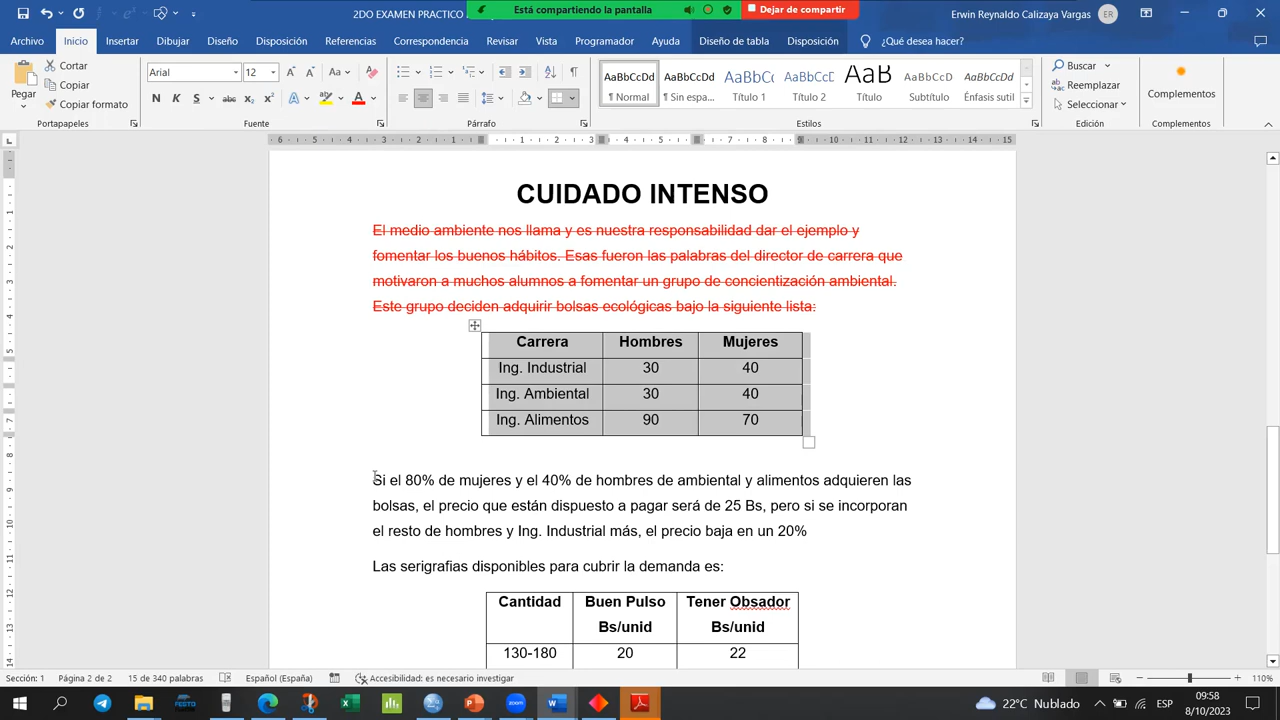 2DO EXAMEN PRACTICO
Está compartiendo la pantalla
Dejar de compartir
Erwin Reynaldo Calizaya Vargas
ER
Archivo Inicio Insertar Dibujar Diseño Disposición Referencias Correspondencia Revisar Vista Programador Ayuda Diseño de tabla Disposición ¿Qué desea hacer?
Pegar
Cortar
Copiar
Copiar formato
Portapapeles
Arial 12
Fuente
Párrafo
AaBbCcDd
¶ Normal
AaBbCcDd
¶ Sin espa...
AaBbCc
Título 1
AaBbCcD
Título 2
AaB
Título
AaBbCcD
Subtítulo
AaBbCcDd
Énfasis sutil
Estilos
Buscar
Reemplazar
Seleccionar
Edición
Complementos
Complementos
CUIDADO INTENSO
El medio ambiente nos llama y es nuestra responsabilidad dar el ejemplo y
fomentar los buenos hábitos. Esas fueron las palabras del director de carrera que
motivaron a muchos alumnos a fomentar un grupo de concientización ambiental.
Este grupo deciden adquirir bolsas ecológicas bajo la siguiente lista:
Carrera Hombres Mujeres
Ing. Industrial 30 40
Ing. Ambiental 30 40
Ing. Alimentos 90 70
Si el 80% de mujeres y el 40% de hombres de ambiental y alimentos adquieren las
bolsas, el precio que están dispuesto a pagar será de 25 Bs, pero si se incorporan
el resto de hombres y Ing. Industrial más, el precio baja en un 20%
Las serigrafias disponibles para cubrir la demanda es:
Cantidad Buen Pulso Tener Obsador
Bs/unid Bs/unid
130-180 20 22
Sección: 1 Página 2 de 2 15 de 340 palabras Español (España) Accesibilidad: es necesario investigar 110%
22°C Nublado ESP 09:58
8/10/2023